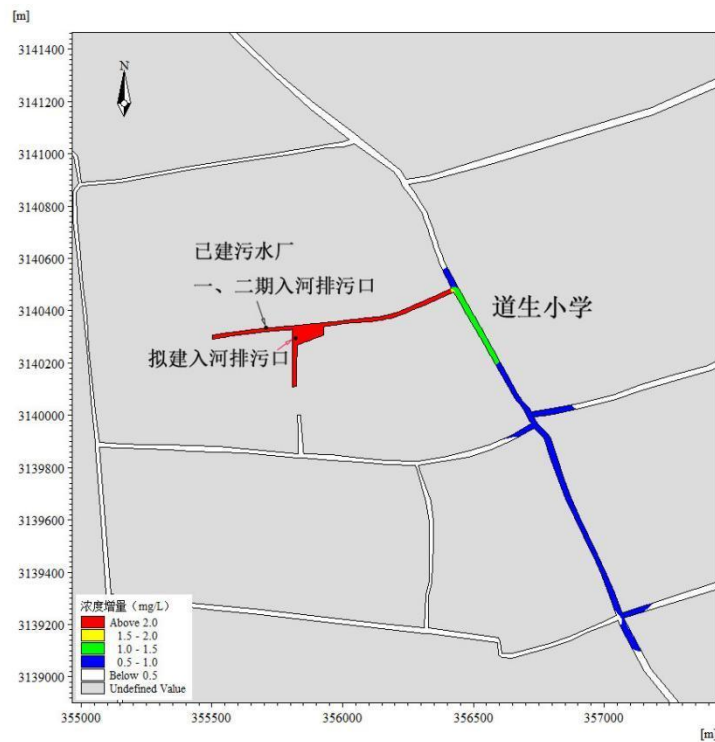 [m]
3141400
3141200
3141000
3140800
3140600
3140400
3140200
3140000
3139800
3139600
3139400
3139200
3139000
N
已建污水厂
一、二期入河排污口
拟建入河排污口
道生小学
浓度增量（mg/L）
Above 2.0
1.5 - 2.0
1.0 - 1.5
0.5 - 1.0
Below 0.5
Undefined Value
355000 355500 356000 356500 357000
[m]